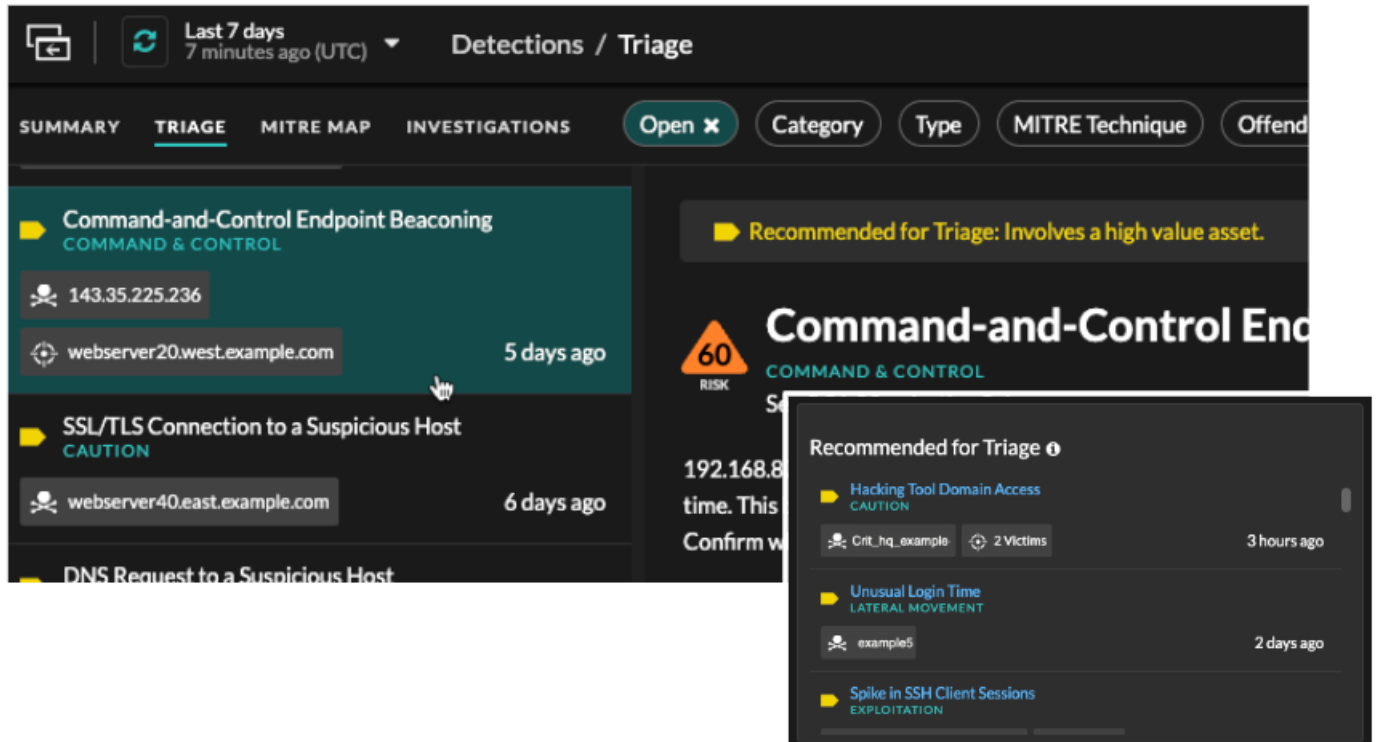 Last 7 days
7 minutes ago (UTC)
Detections / Triage
SUMMARY TRIAGE MITRE MAP INVESTIGATIONS
Open × Category Type MITRE Technique Offend
Command-and-Control Endpoint Beaconing
COMMAND & CONTROL
143.35.225.236
webserver20.west.example.com
5 days ago
SSL/TLS Connection to a Suspicious Host
CAUTION
webserver40.east.example.com
6 days ago
DNS Request to a Suspicious Host
Recommended for Triage: Involves a high value asset.
60
RISK
Command-and-Control End
COMMAND & CONTROL
192.168.8
time. This
Confirm w
Recommended for Triage
Hacking Tool Domain Access
CAUTION
Crit_hq_example
2 Victims
3 hours ago
Unusual Login Time
LATERAL MOVEMENT
example5
2 days ago
Spike in SSH Client Sessions
EXPLOITATION